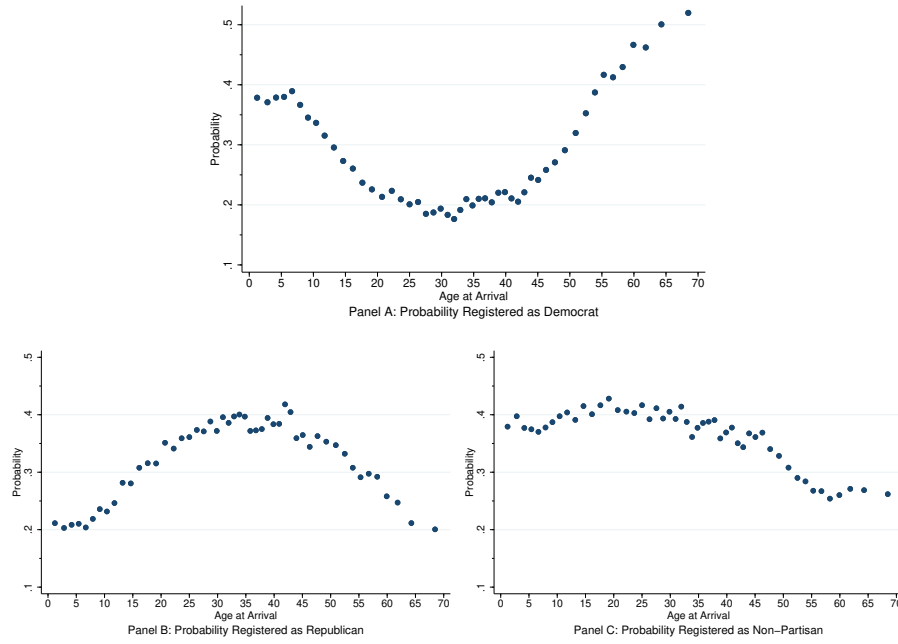 .5
.4
.3
.2
.1
Probability
0 5 10 15 20 25 30 35 40 45 50 55 60 65 70
Age at Arrival
Panel A: Probability Registered as Democrat
.5
.4
.3
.2
.1
Probability
0 5 10 15 20 25 30 35 40 45 50 55 60 65 70
Age at Arrival
Panel B: Probability Registered as Republican
.5
.4
.3
.2
.1
Probability
0 5 10 15 20 25 30 35 40 45 50 55 60 65 70
Age at Arrival
Panel C: Probability Registered as Non−Partisan